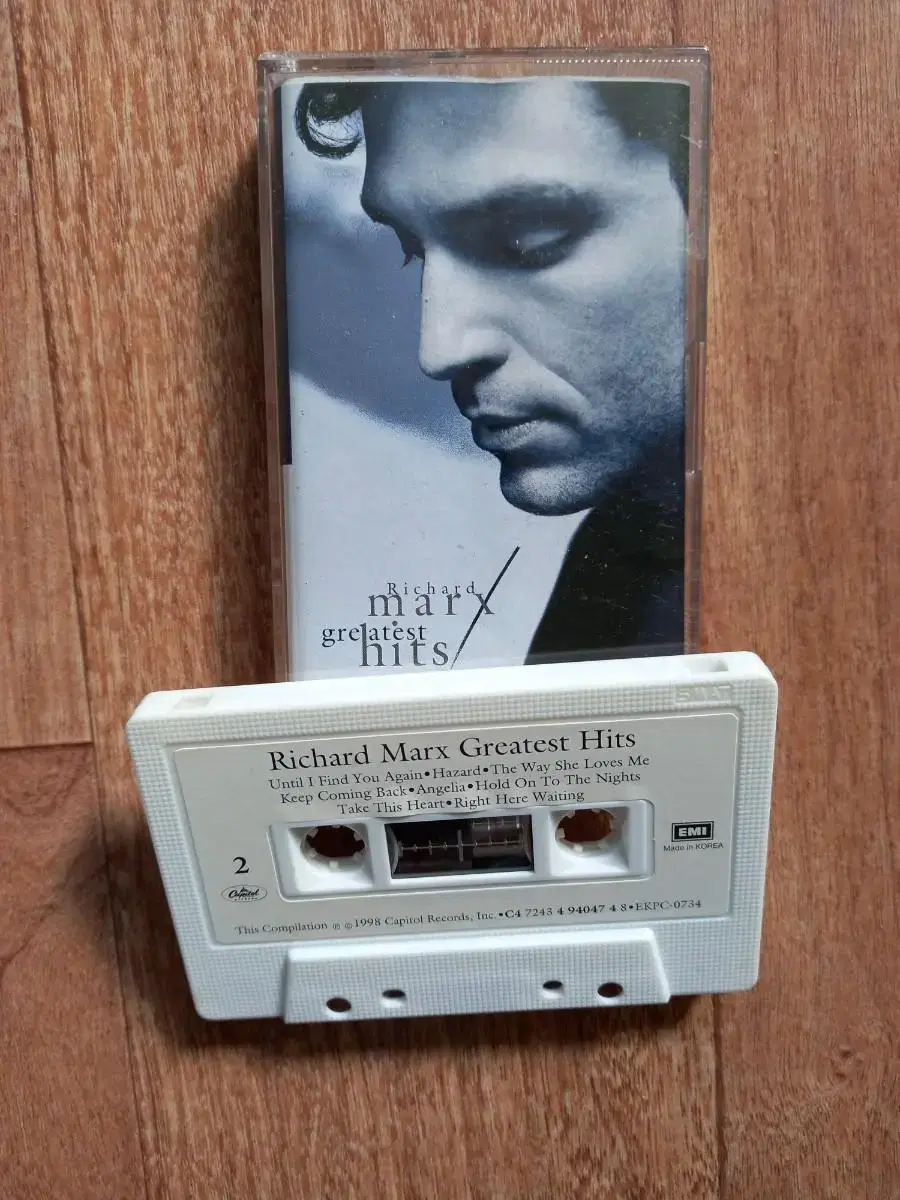 Richard
marx
greatest
hits
Richard Marx Greatest Hits
Until I Find You Again•Hazard•The Way She Loves Me
Keep Coming Back•Angelia•Hold On To The Nights
Take This Heart•Right Here Waiting
2
Capitol
EMI
Made in KOREA
This Compilation ℗ © 1998 Capitol Records, Inc.•C4 7243 4 94047 4 8•EKPC-0734